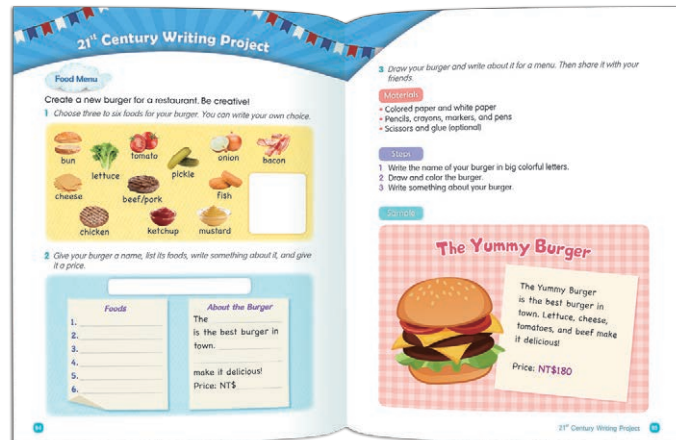 21st Century Writing Project
Food Menu
Create a new burger for a restaurant. Be creative!
1 Choose three to six foods for your burger. You can write your own choice.
bun
lettuce
tomato
pickle
onion
bacon
cheese
beef/pork
fish
chicken
ketchup
mustard
2 Give your burger a name, list its foods, write something about it, and give
it a price.
Foods
1.
2.
3.
4.
5.
6.
About the Burger
The
is the best burger in
town.
make it delicious!
Price: NT$
3 Draw your burger and write about it for a menu. Then share it with your
friends.
Materials
• Colored paper and white paper
• Pencils, crayons, markers, and pens
• Scissors and glue (optional)
Steps
1 Write the name of your burger in big colorful letters.
2 Draw and color the burger.
3 Write something about your burger.
Sample
The Yummy Burger
The Yummy Burger
is the best burger in
town. Lettuce, cheese,
tomatoes, and beef make
it delicious!
Price: NT$180
21st Century Writing Project